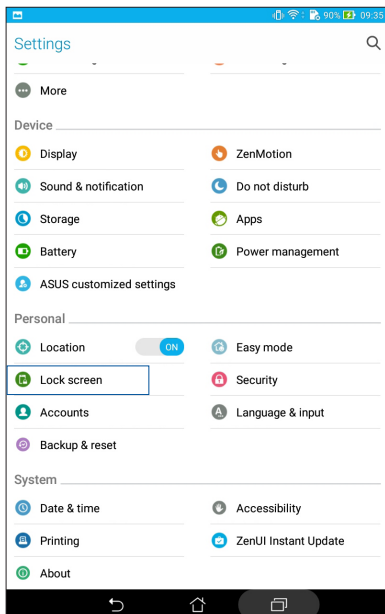 90% 09:35
Settings
More
Device
Display ZenMotion
Sound & notification Do not disturb
Storage Apps
Battery Power management
ASUS customized settings
Personal
Location ON Easy mode
Lock screen Security
Accounts A Language & input
Backup & reset
System
Date & time Accessibility
Printing ZenUI Instant Update
About